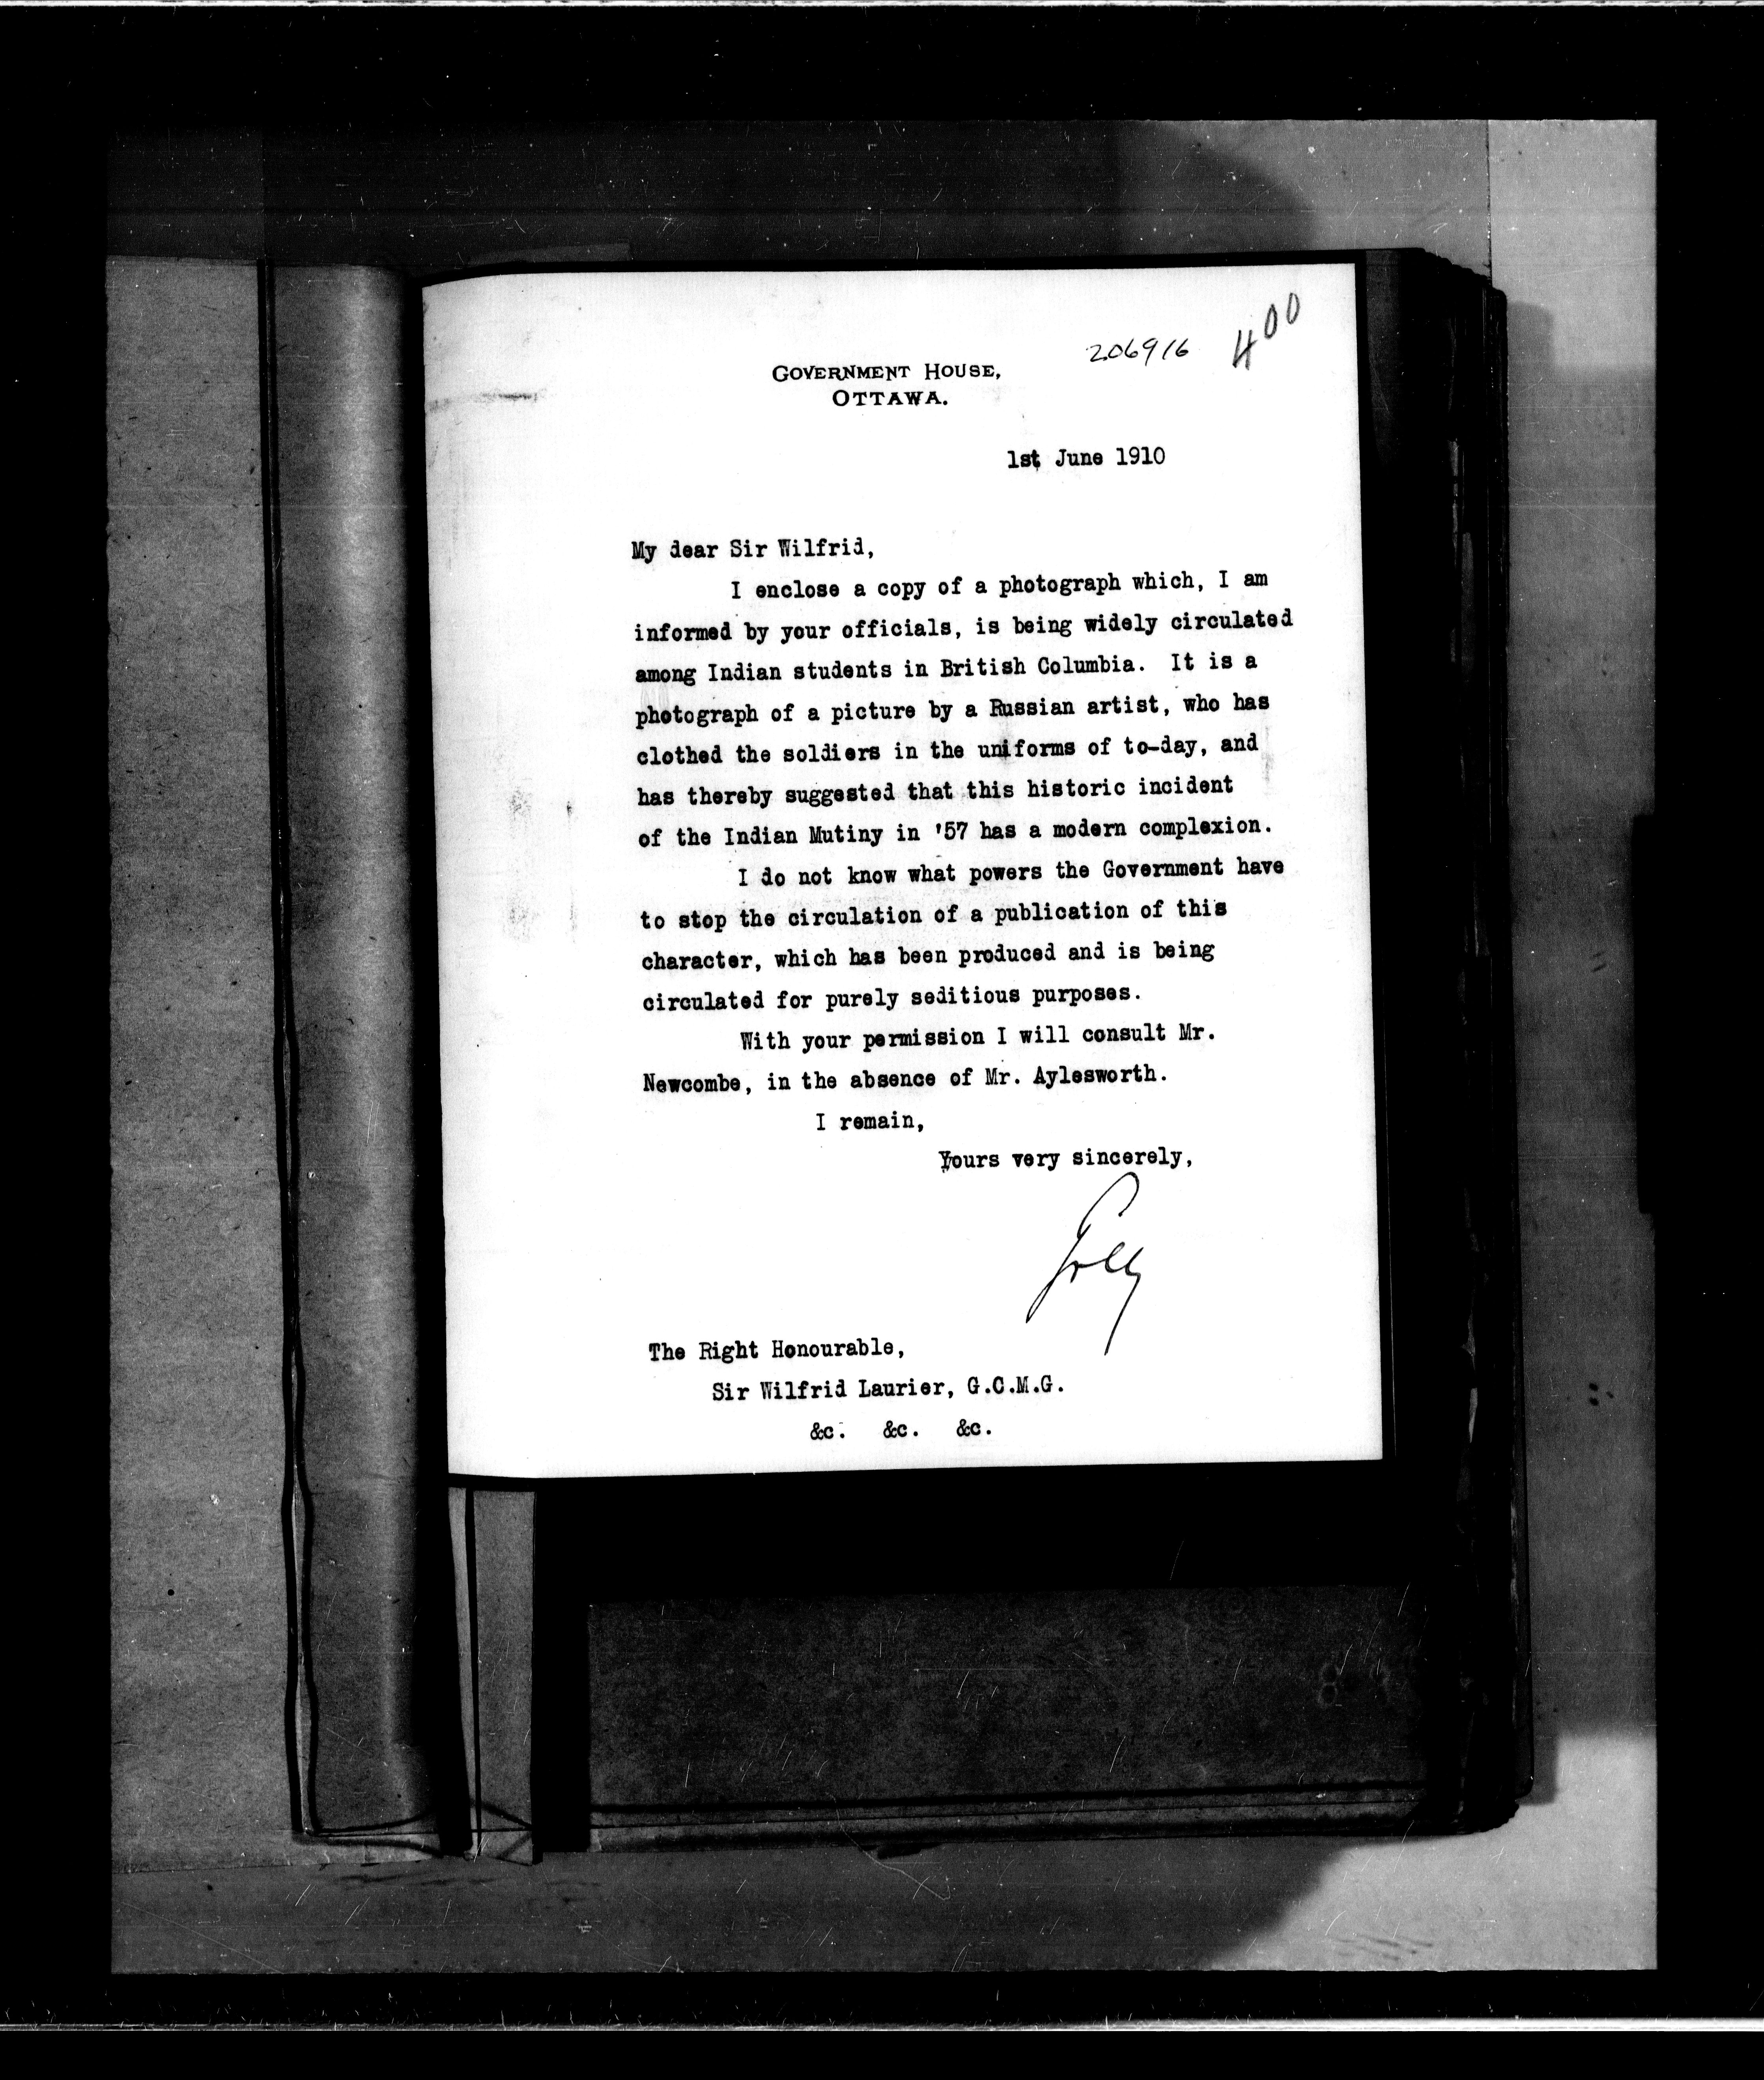 206916
400
GOVERNMENT HOUSE,
OTTAWA.
1st June 1910
My dear Sir Wilfrid,
I enclose a copy of a photograph which, I am
informed by your officials, is being widely circulated
among Indian students in British Columbia. It is a
photograph of a picture by a Russian artist, who has
clothed the soldiers in the uniforms of to-day, and
has thereby suggested that this historic incident
of the Indian Mutiny in '57 has a modern complexion.
I do not know what powers the Government have
to stop the circulation of a publication of this
character, which has been produced and is being
circulated for purely seditious purposes.
With your permission I will consult Mr.
Newcombe, in the absence of Mr. Aylesworth.
I remain,
Yours very sincerely,
Grey
The Right Honourable,
Sir Wilfrid Laurier, G.C.M.G.
&c. &c. &c.